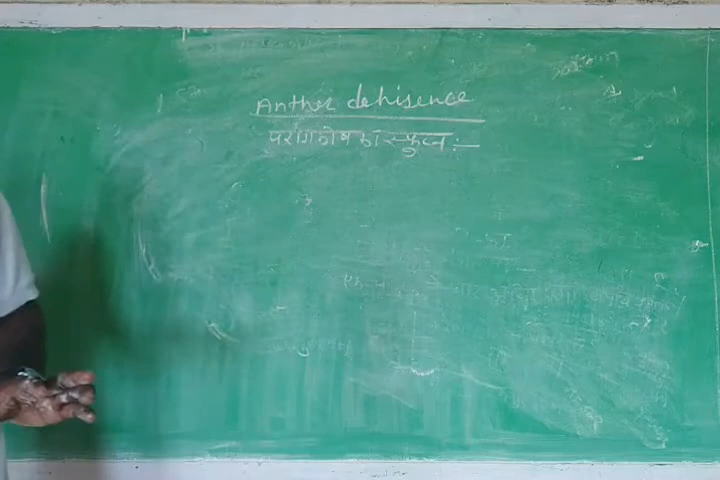 Anther dehisence
परागकोष का स्फुटन :-